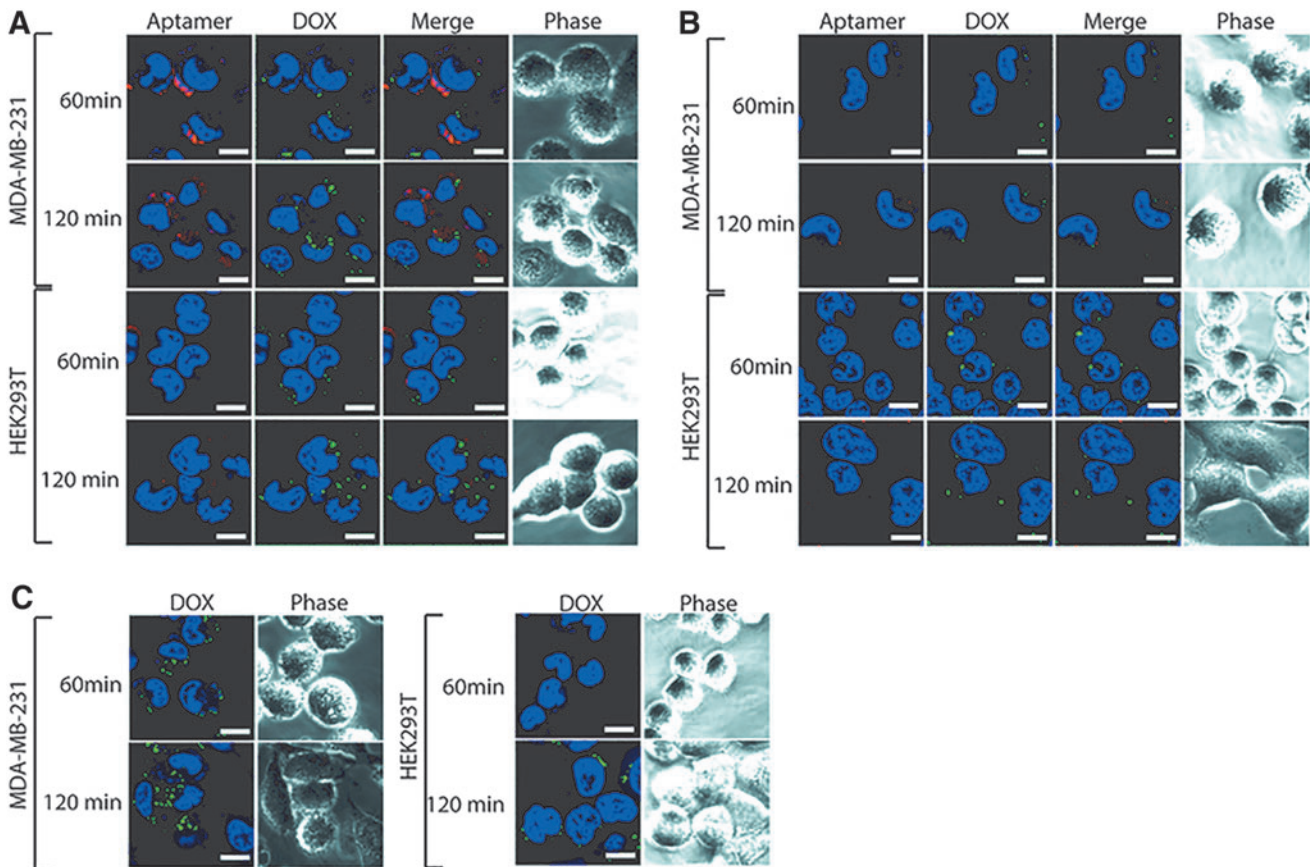 A
Aptamer DOX Merge Phase
MDA-MB-231
60min
120 min
HEK293T
60min
120 min
B
Aptamer DOX Merge Phase
MDA-MB-231
60min
120 min
HEK293T
60min
120 min
C
DOX Phase
MDA-MB-231
60min
120 min
DOX Phase
HEK293T
60min
120 min